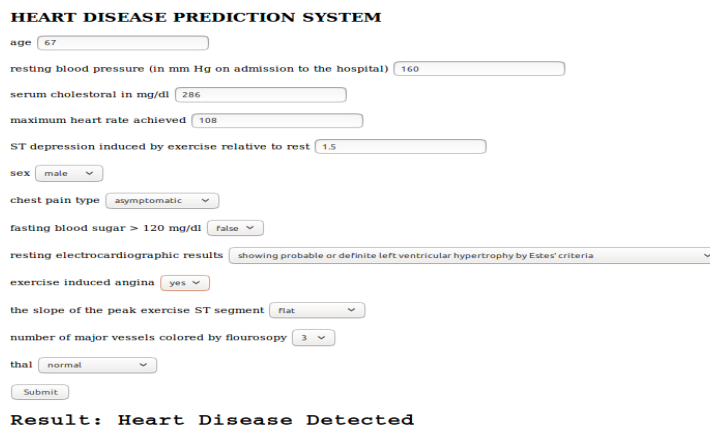 HEART DISEASE PREDICTION SYSTEM
age 67
resting blood pressure (in mm Hg on admission to the hospital) 160
serum cholestoral in mg/dl 286
maximum heart rate achieved 108
ST depression induced by exercise relative to rest 1.5
sex male
chest pain type asymptomatic
fasting blood sugar > 120 mg/dl false
resting electrocardiographic results showing probable or definite left ventricular hypertrophy by Estes' criteria
exercise induced angina yes
the slope of the peak exercise ST segment flat
number of major vessels colored by flourosopy 3
thal normal
Submit
Result: Heart Disease Detected